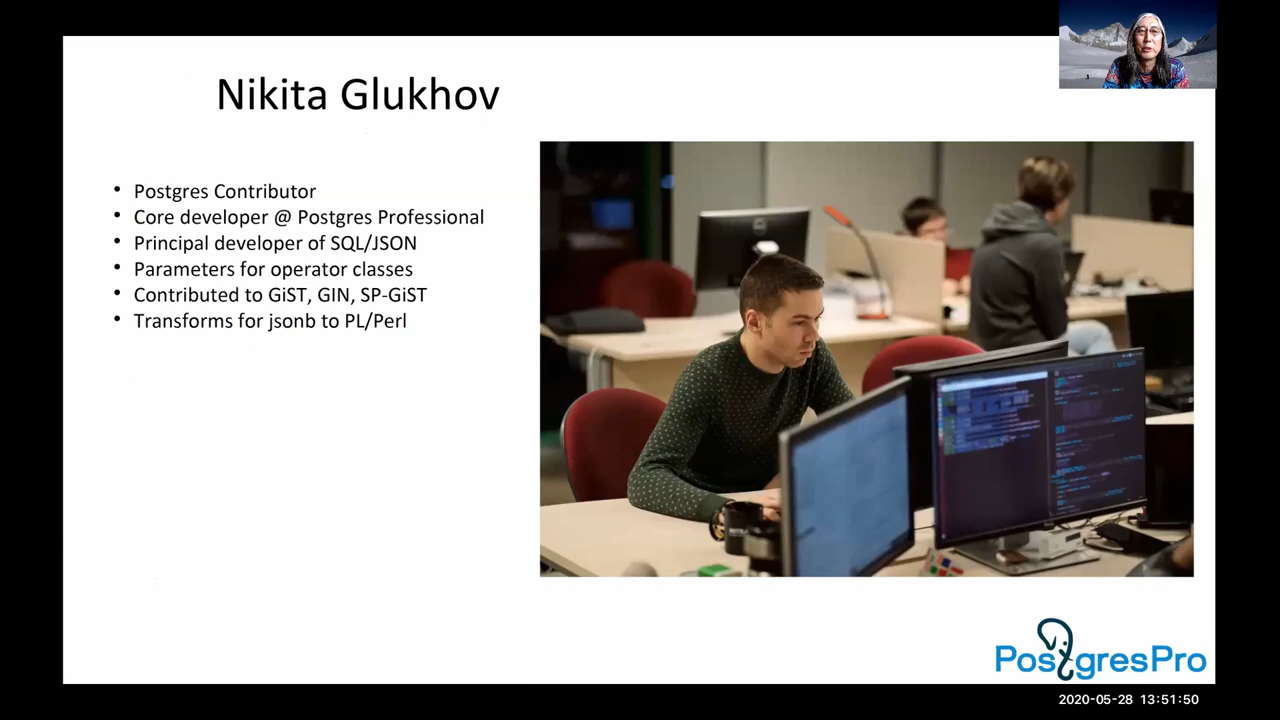 Nikita Glukhov
• Postgres Contributor
• Core developer @ Postgres Professional
• Principal developer of SQL/JSON
• Parameters for operator classes
• Contributed to GiST, GIN, SP-GiST
• Transforms for jsonb to PL/Perl
PostgresPro
2020-05-28 13:51:50